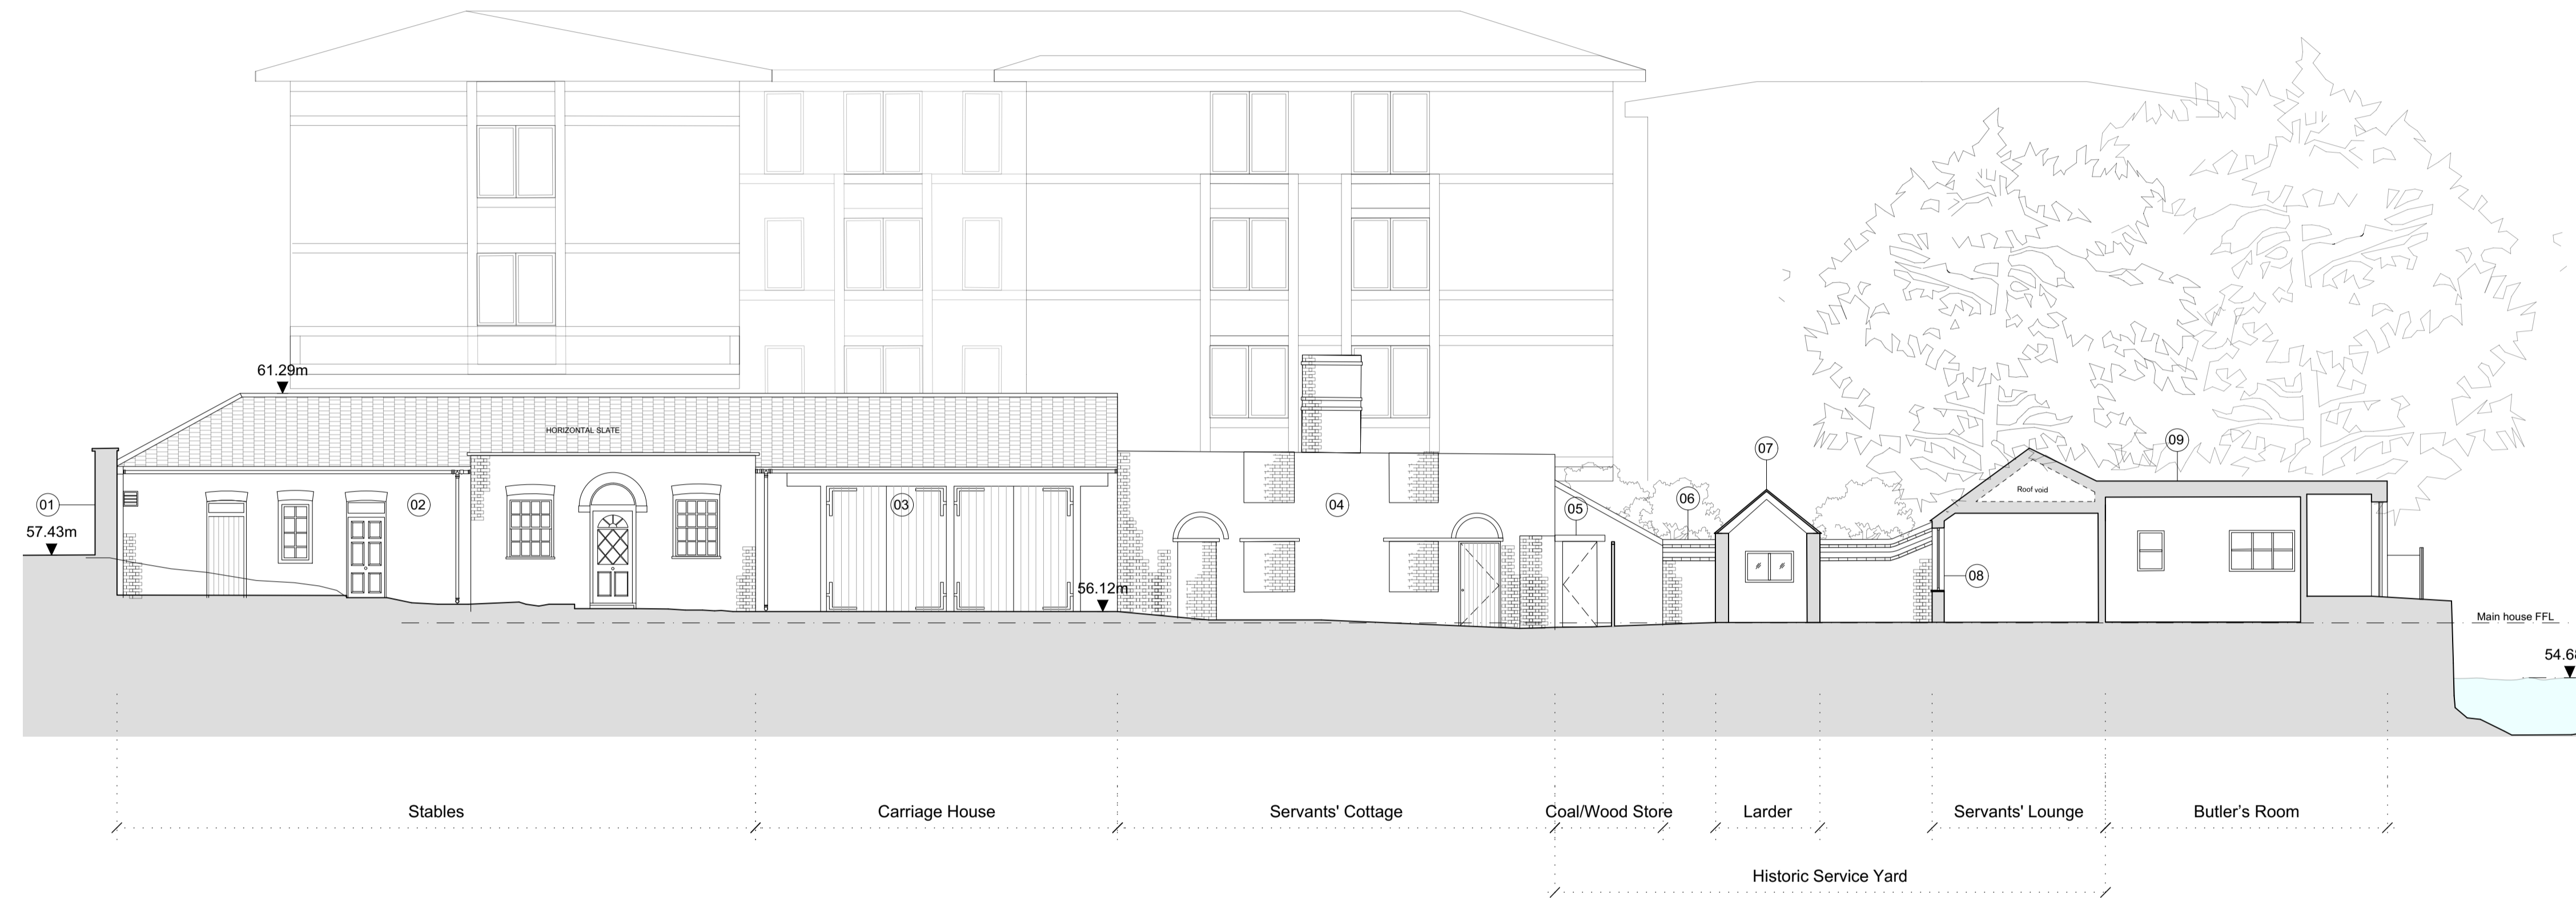 61.29m
HORIZONTAL SLATE
07
09
Roof void
01
02
03
04
05
06
57.43m
08
56.12m
Main house FFL
Stables
Carriage House
Servants' Cottage
Coal/Wood Store
Larder
Servants' Lounge
Butler's Room
Historic Service Yard